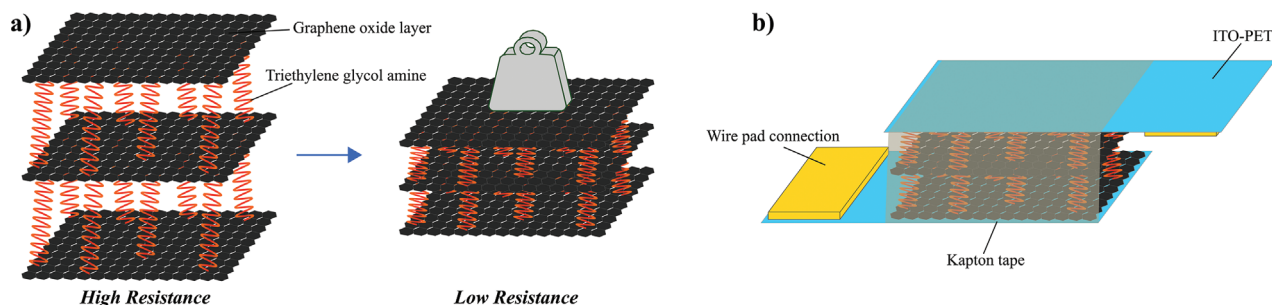 a)
Graphene oxide layer
Triethylene glycol amine
High Resistance
Low Resistance
b)
ITO-PET
Wire pad connection
Kapton tape